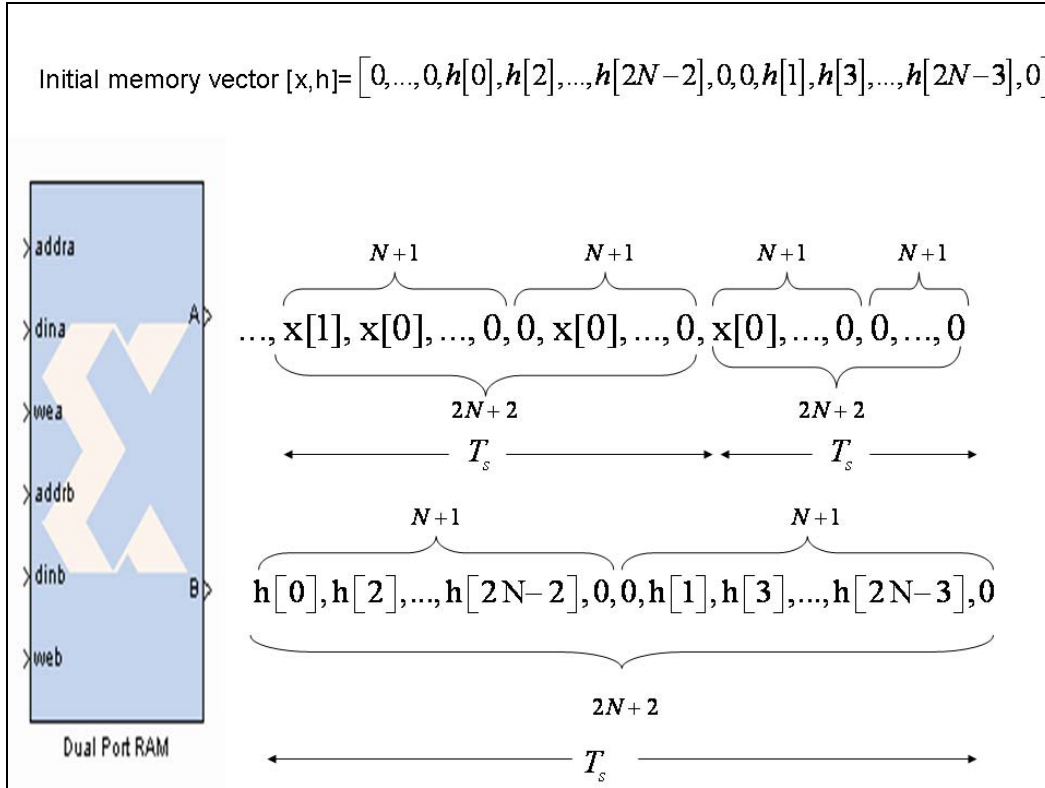 Initial memory vector [x,h]= [0,...,0,h[0],h[2],...,h[2N−2],0,0,h[1],h[3],...,h[2N−3],0]
addra
dina
wea
addrb
dinb
web
A
B
Dual Port RAM
N+1 N+1 N+1 N+1
..., x[1], x[0], ..., 0, 0, x[0], ..., 0, x[0], ..., 0, 0, ..., 0
2N+2 2N+2
T_s T_s
N+1 N+1
h[0], h[2], ..., h[2N−2], 0, 0, h[1], h[3], ..., h[2N−3], 0
2N+2
T_s